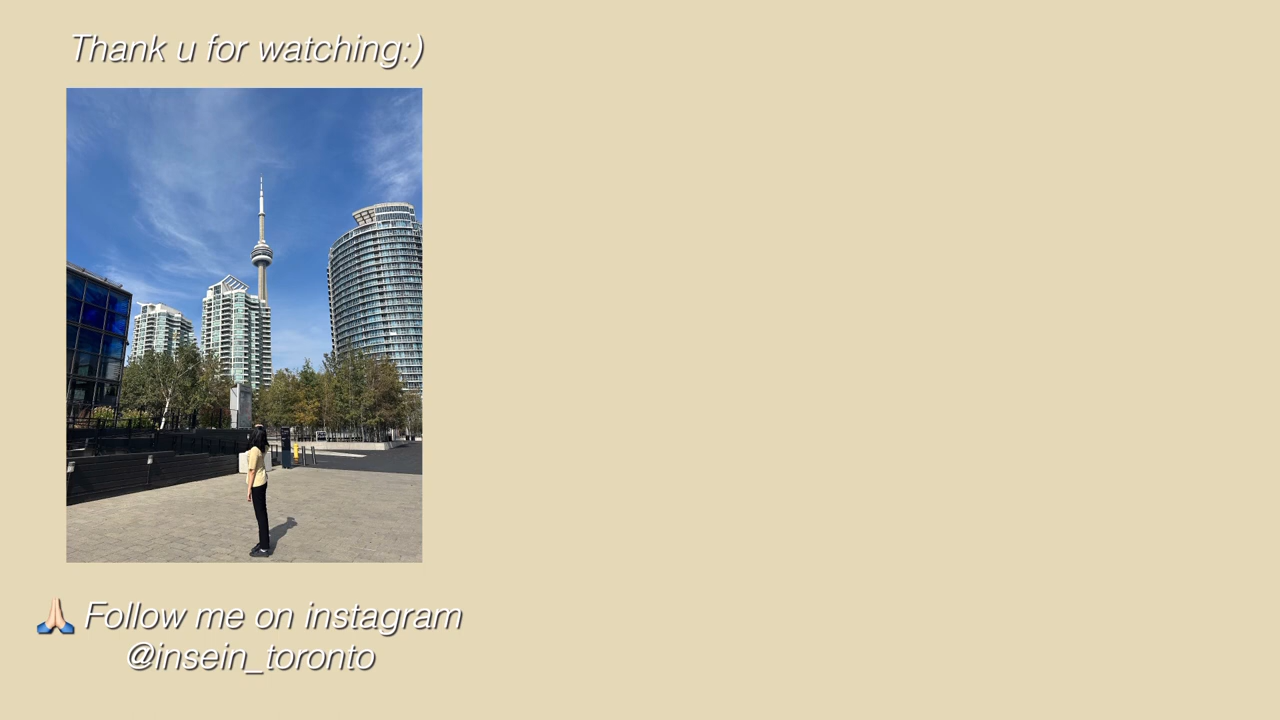 Thank u for watching:)
🙏🏻 Follow me on instagram
@insein_toronto